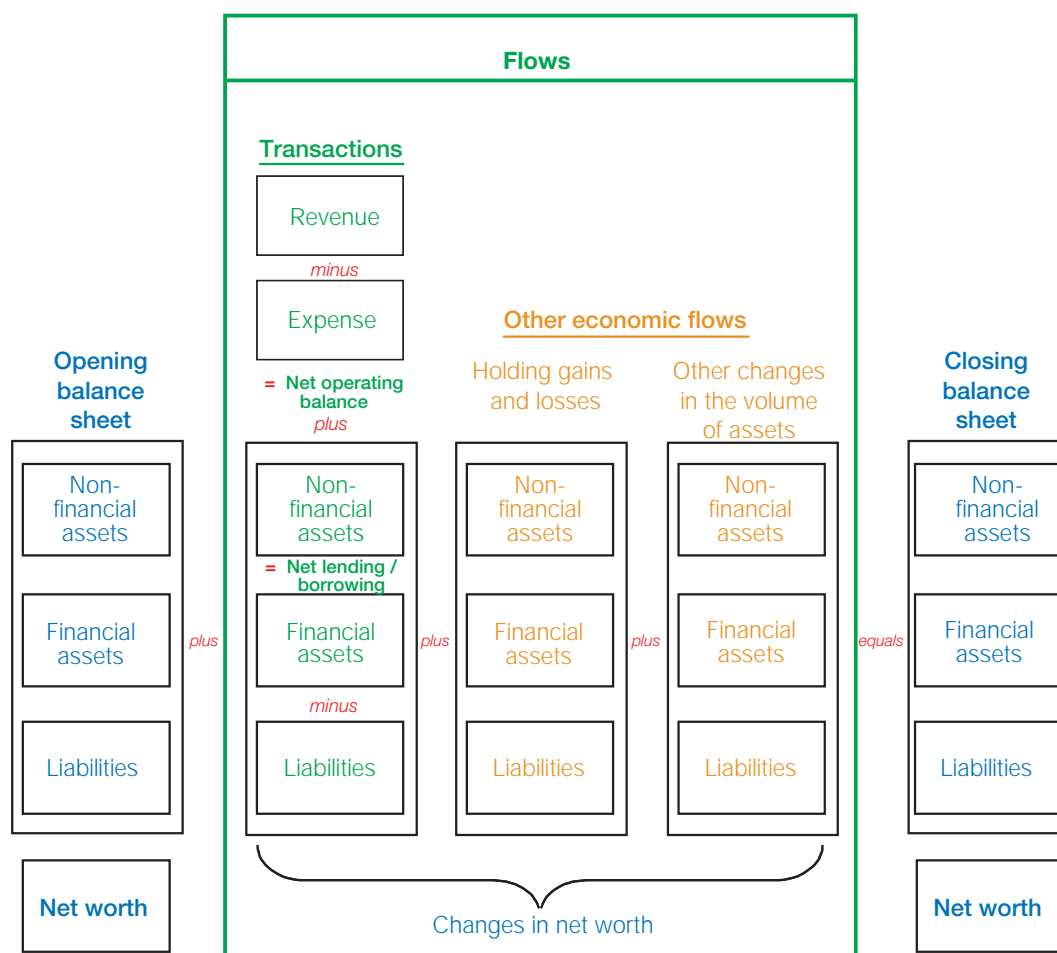 Flows
Transactions
Revenue
minus
Expense
= Net operating
balance
plus
Other economic flows
Holding gains
and losses
Other changes
in the volume
of assets
Opening
balance
sheet
Non-
financial
assets
Financial
assets
Liabilities
Net worth
plus
Non-
financial
assets
= Net lending /
borrowing
Financial
assets
minus
Liabilities
plus
Non-
financial
assets
Financial
assets
Liabilities
plus
Non-
financial
assets
Financial
assets
Liabilities
Changes in net worth
equals
Closing
balance
sheet
Non-
financial
assets
Financial
assets
Liabilities
Net worth